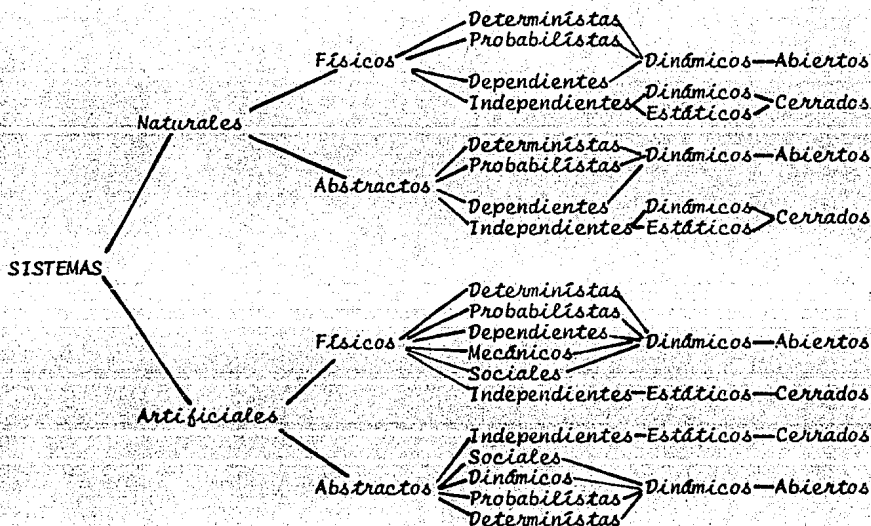 Deterministas
Probabilistas
Físicos
Dinámicos—Abiertos
Dependientes
Dinámicos
Independientes
Cerrados
Estáticos
Naturales
Deterministas
Probabilistas
Dinámicos—Abiertos
Abstractos
Dependientes
Dinámicos
Independientes
Estáticos
Cerrados
SISTEMAS
Deterministas
Probabilistas
Físicos
Dependientes
Mecánicos
Dinámicos—Abiertos
Sociales
Independientes—Estáticos—Cerrados
Artificiales
Independientes—Estáticos—Cerrados
Sociales
Dinámicos
Abstractos
Dinámicos—Abiertos
Probabilistas
Deterministas